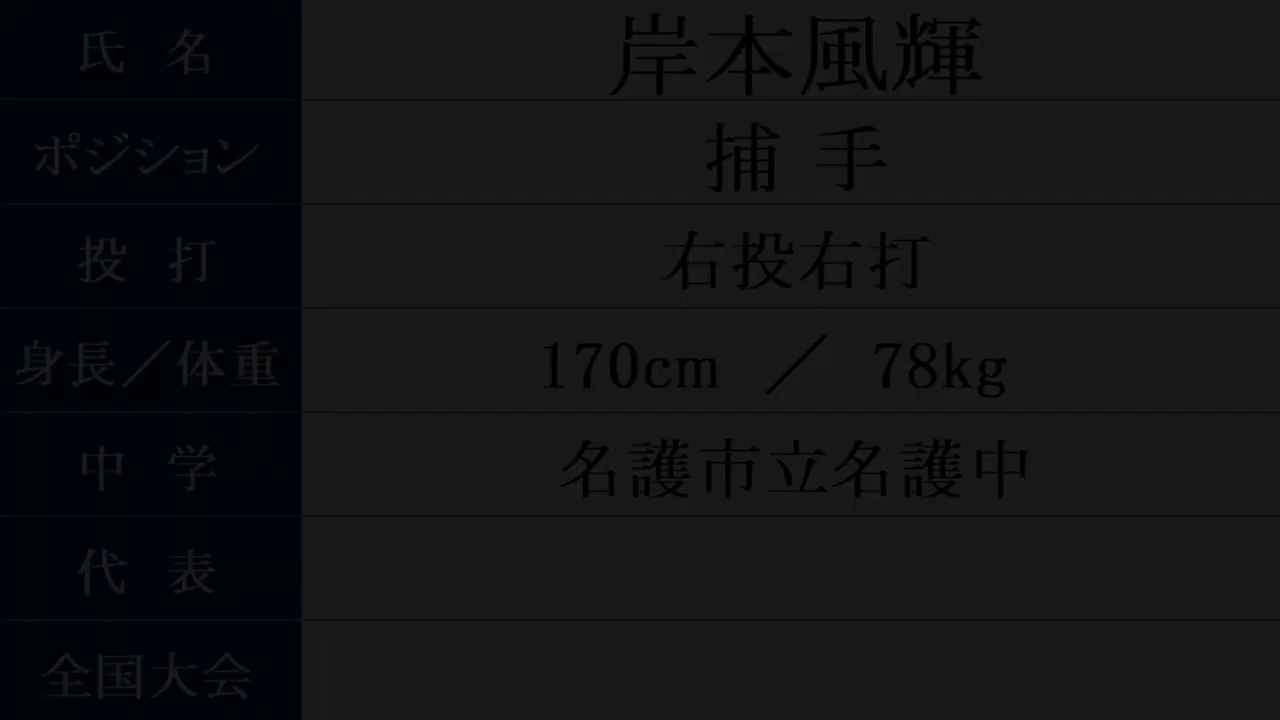 氏 名 岸本風輝
ポジション 捕 手
投 打 右投右打
身長／体重 170cm ／ 78kg
中 学 名護市立名護中
代 表
全国大会